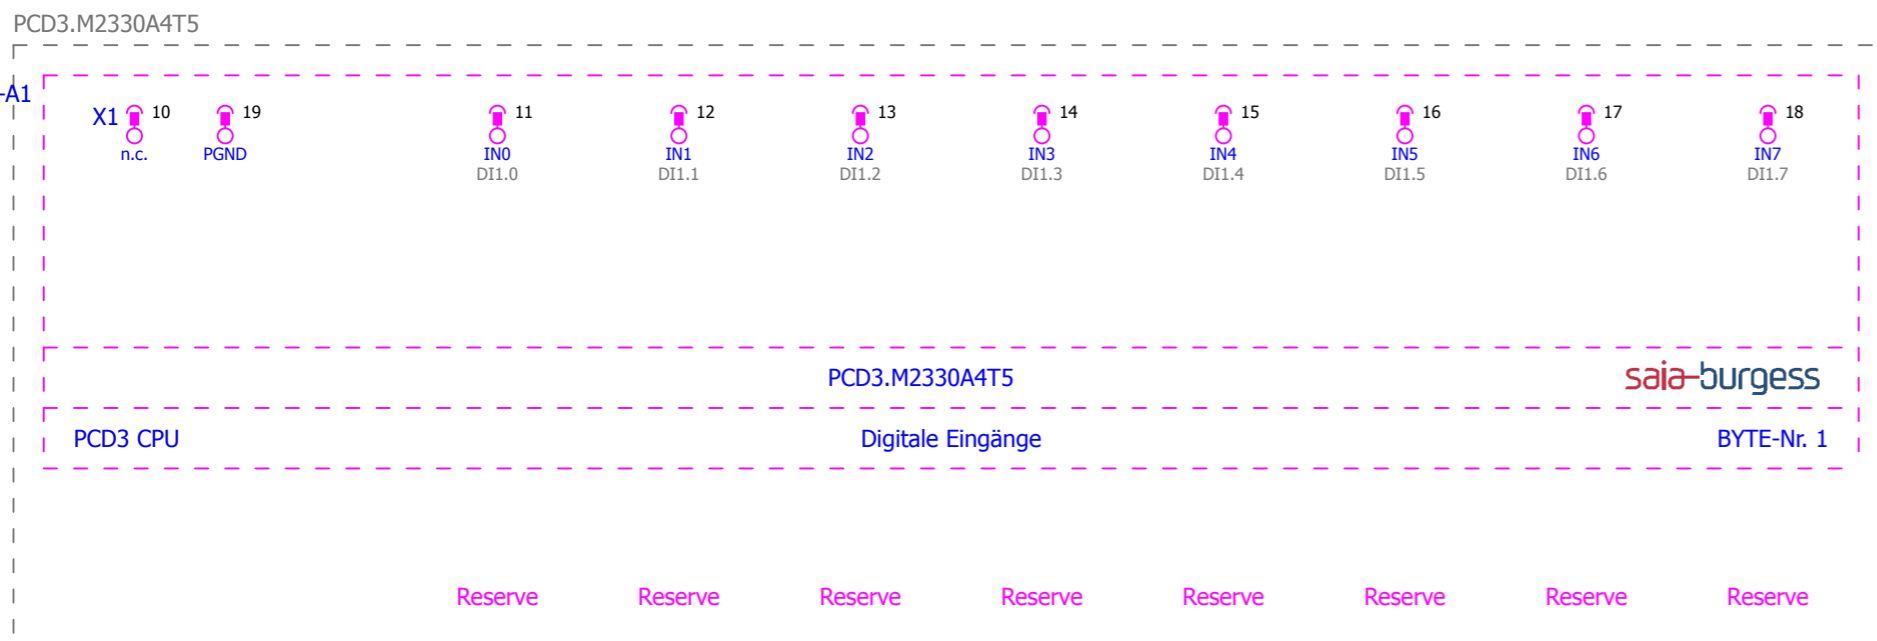 PCD3.M2330A4T5
-A1
X1 10 19 11 12 13 14 15 16 17 18
n.c. PGND IN0 IN1 IN2 IN3 IN4 IN5 IN6 IN7
DI1.0 DI1.1 DI1.2 DI1.3 DI1.4 DI1.5 DI1.6 DI1.7
PCD3.M2330A4T5 saia-burgess
PCD3 CPU Digitale Eingänge BYTE-Nr. 1
Reserve Reserve Reserve Reserve Reserve Reserve Reserve Reserve